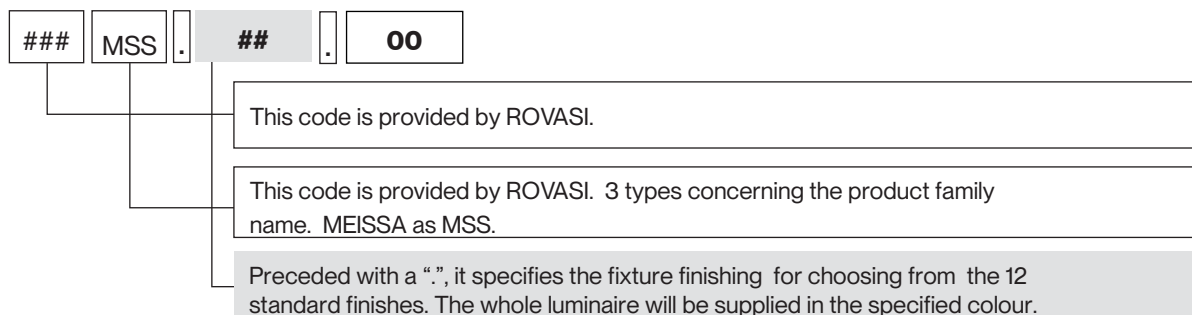 ### MSS . ## . 00
This code is provided by ROVASI.
This code is provided by ROVASI. 3 types concerning the product family
name. MEISSA as MSS.
Preceded with a “.”, it specifies the fixture finishing for choosing from the 12
standard finishes. The whole luminaire will be supplied in the specified colour.